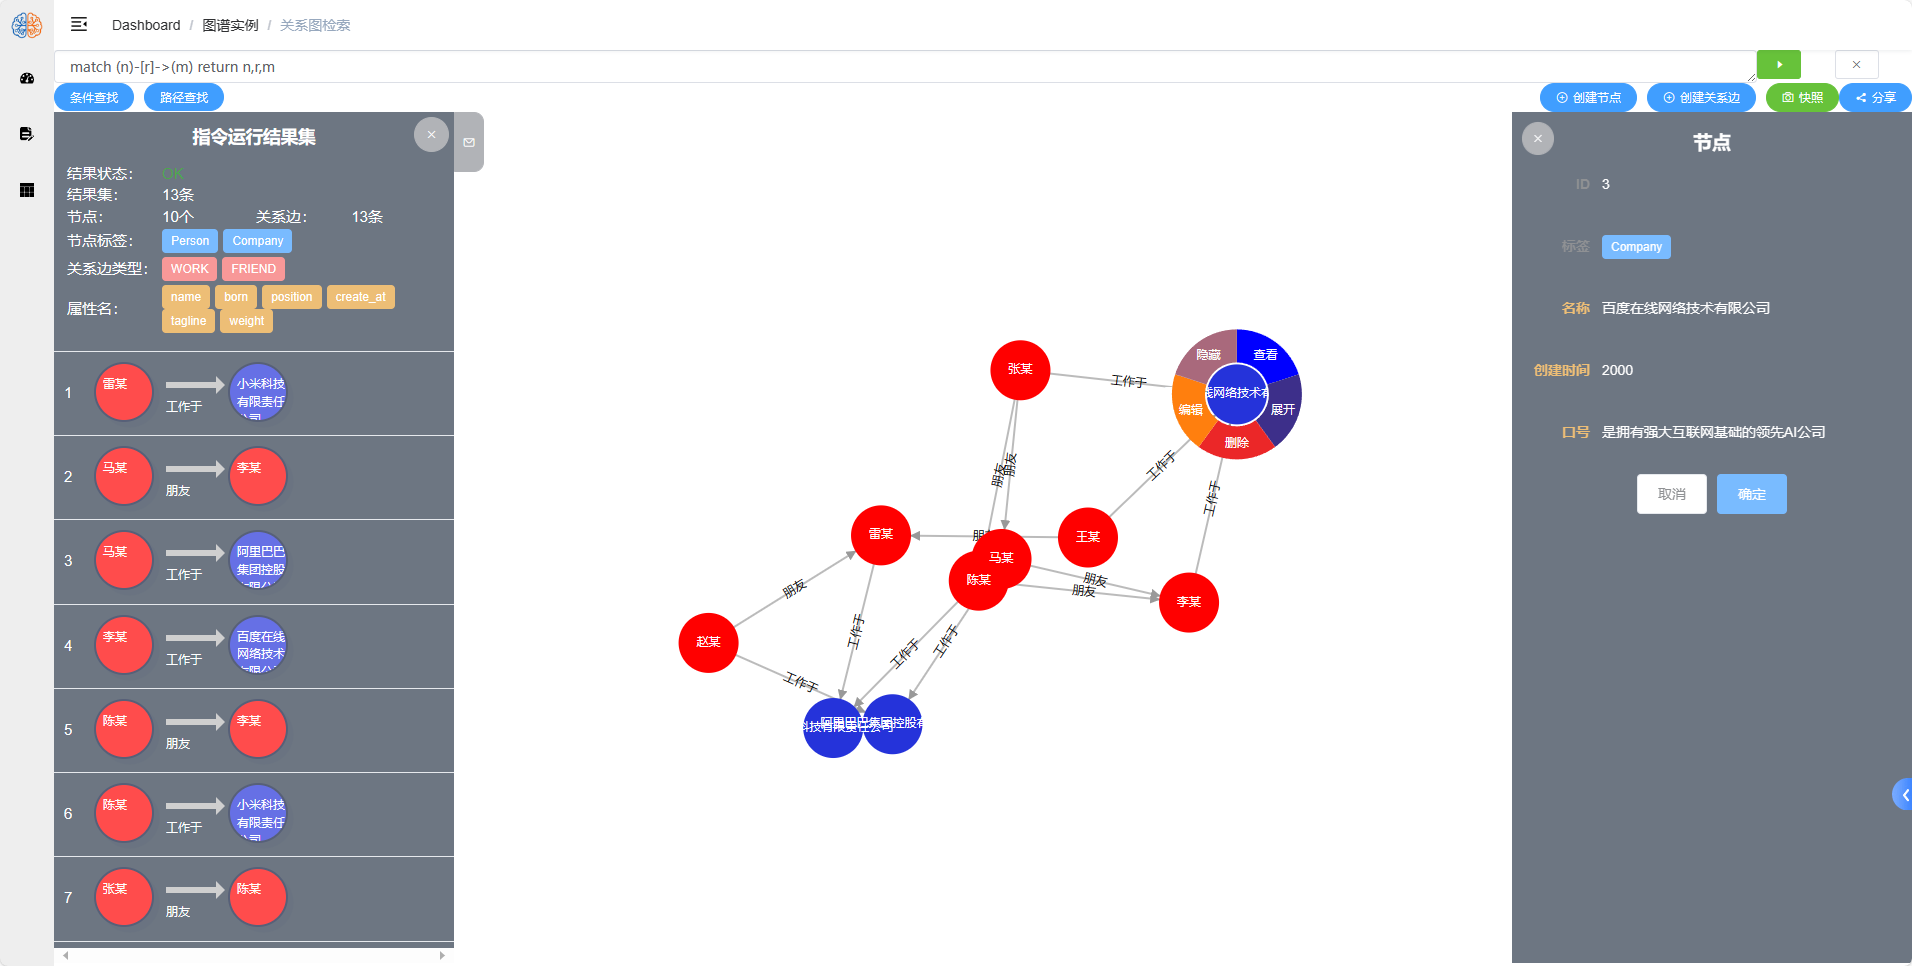 Dashboard / 图谱实例 / 关系图检索
match (n)-[r]->(m) return n,r,m
条件查找 路径查找 创建节点 创建关系边 快照 分享
指令运行结果集
结果状态： OK
结果集： 13条
节点： 10个 关系边： 13条
节点标签： Person Company
关系边类型： WORK FRIEND
属性名： name born position create_at
tagline weight
1 雷某 工作于 小米科技
有限责任
公司
2 马某 朋友 李某
3 马某 工作于 阿里巴巴
集团控股
有限公
4 李某 工作于 百度在线
网络技术
有限公
5 陈某 朋友 李某
6 陈某 工作于 小米科技
有限责任
公司
7 张某 朋友 陈某
张某
工作于
隐藏
查看
线网络技术有
编辑
展开
删除
朋友
朋友
工作于
工作于
雷某
朋
王某
马某
陈某
朋友
朋友
李某
朋友
工作于
工作于
工作于
赵某
工作于
科技有限责任公司
阿里巴巴集团控股有
节点
ID 3
标签 Company
名称 百度在线网络技术有限公司
创建时间 2000
口号 是拥有强大互联网基础的领先AI公司
取消 确定